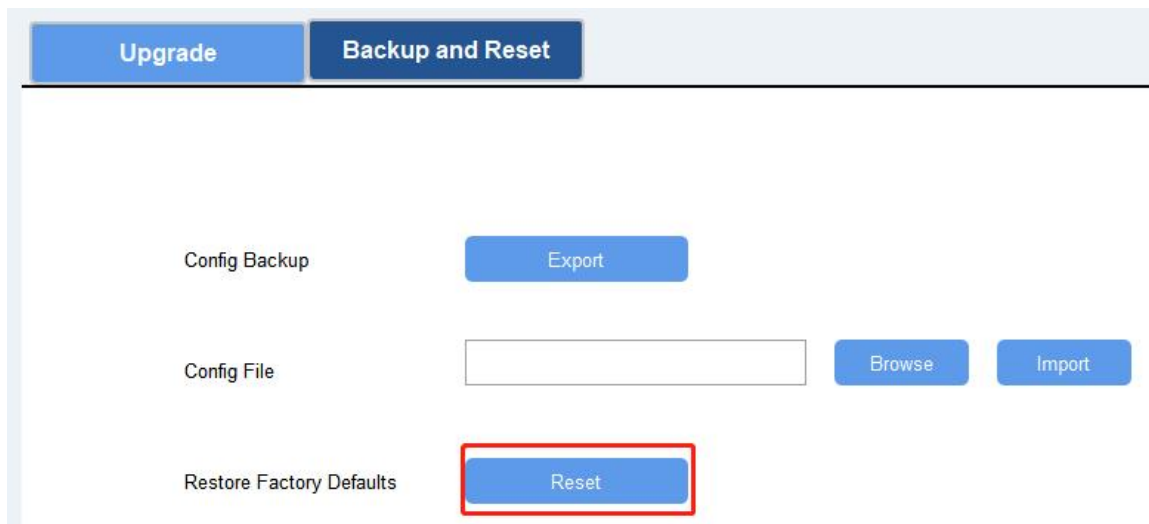 Upgrade Backup and Reset
Config Backup Export
Config File Browse Import
Restore Factory Defaults Reset